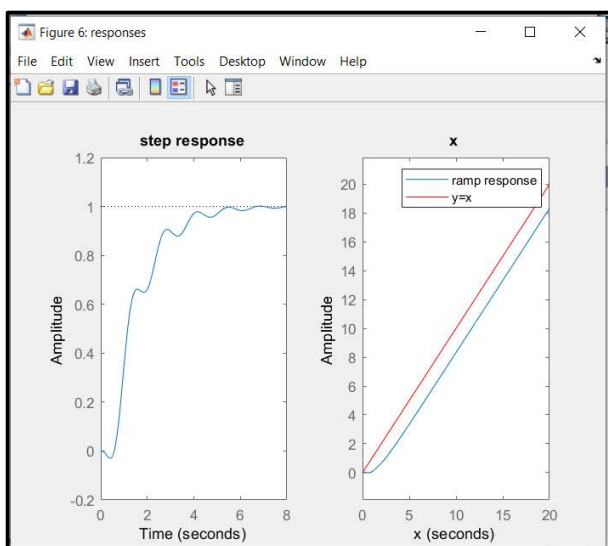 Figure 6: responses
File Edit View Insert Tools Desktop Window Help
step response
1.2
1
0.8
0.6
0.4
0.2
0
-0.2
0 2 4 6 8
Time (seconds)
Amplitude
x
ramp response
y=x
20
18
16
14
12
10
8
6
4
2
0
0 5 10 15 20
x (seconds)
Amplitude